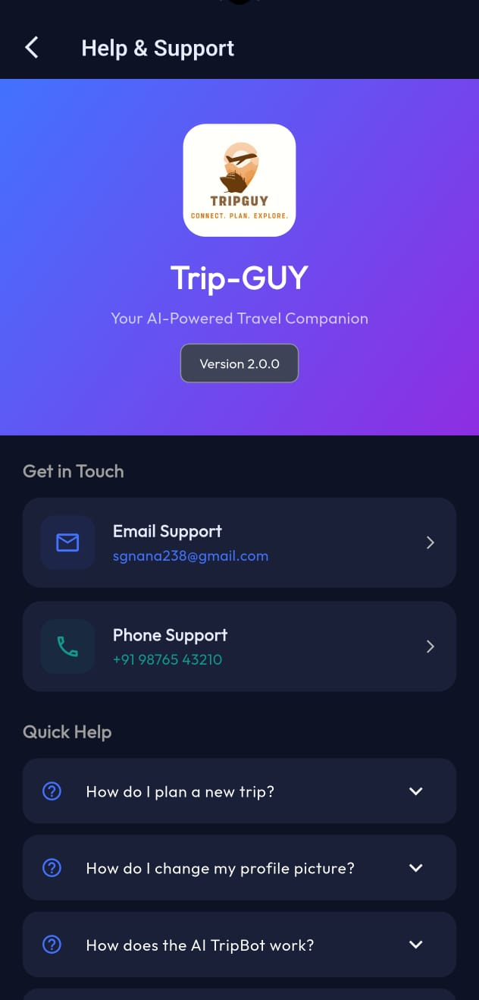 Help & Support
TRIPGUY
CONNECT. PLAN. EXPLORE.
Trip-GUY
Your AI-Powered Travel Companion
Version 2.0.0
Get in Touch
Email Support
sgnana238@gmail.com
Phone Support
+91 98765 43210
Quick Help
How do I plan a new trip?
How do I change my profile picture?
How does the AI TripBot work?